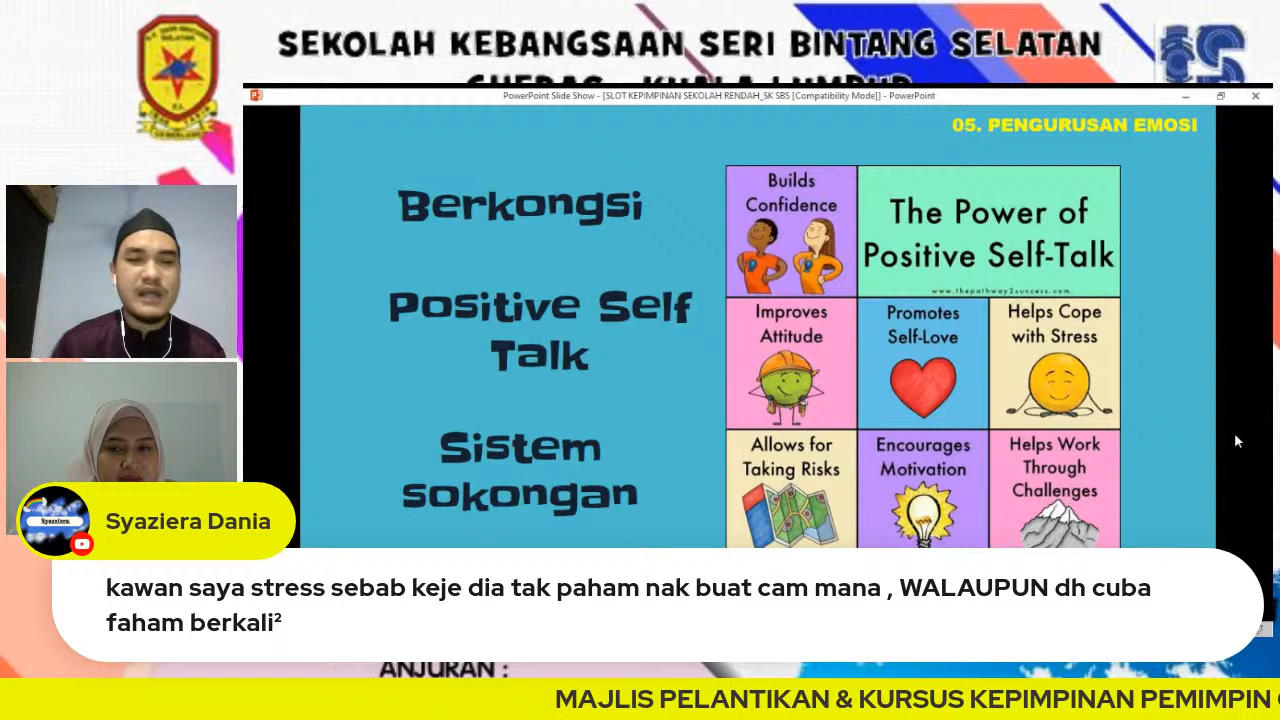 SEKOLAH KEBANGSAAN SERI BINTANG SELATAN
PowerPoint Slide Show - [SLOT KEPIMPINAN SEKOLAH RENDAH_SK SBS [Compatibility Mode]] - PowerPoint
05. PENGURUSAN EMOSI
Berkongsi
Positive Self
Talk
Sistem
sokongan
Builds
Confidence
The Power of
Positive Self-Talk
www.thepathway2success.com
Improves
Attitude
Promotes
Self-Love
Helps Cope
with Stress
Allows for
Taking Risks
Encourages
Motivation
Helps Work
Through
Challenges
Syaziera Dania
kawan saya stress sebab keje dia tak paham nak buat cam mana , WALAUPUN dh cuba
faham berkali²
ANJURAN :
MAJLIS PELANTIKAN & KURSUS KEPIMPINAN PEMIMPIN